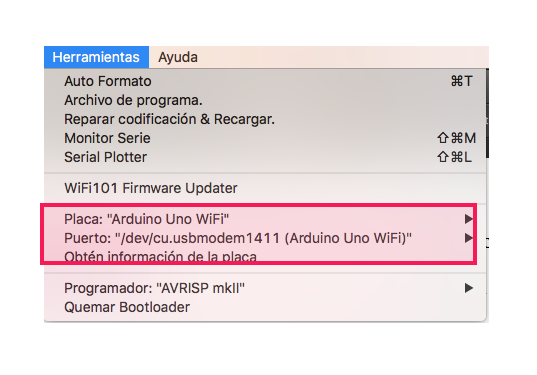 Herramientas Ayuda
Auto Formato ⌘T
Archivo de programa.
Reparar codificación & Recargar.
Monitor Serie ⇧⌘M
Serial Plotter ⇧⌘L
WiFi101 Firmware Updater
Placa: "Arduino Uno WiFi"
Puerto: "/dev/cu.usbmodem1411 (Arduino Uno WiFi)"
Obtén información de la placa
Programador: "AVRISP mkII"
Quemar Bootloader